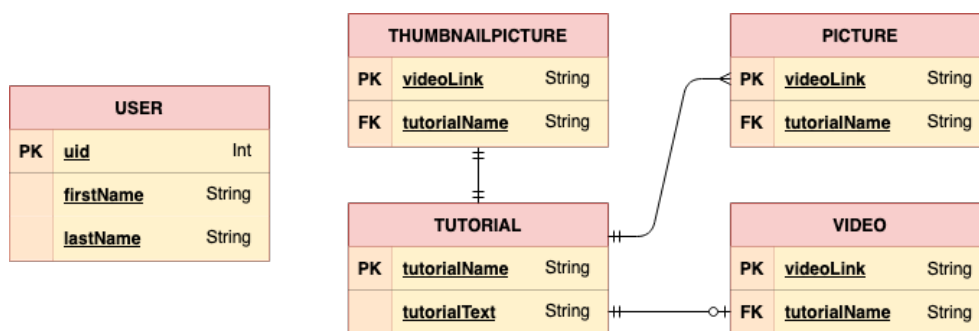 USER
PK uid Int
firstName String
lastName String
THUMBNAILPICTURE
PK videoLink String
FK tutorialName String
TUTORIAL
PK tutorialName String
tutorialText String
PICTURE
PK videoLink String
FK tutorialName String
VIDEO
PK videoLink String
FK tutorialName String